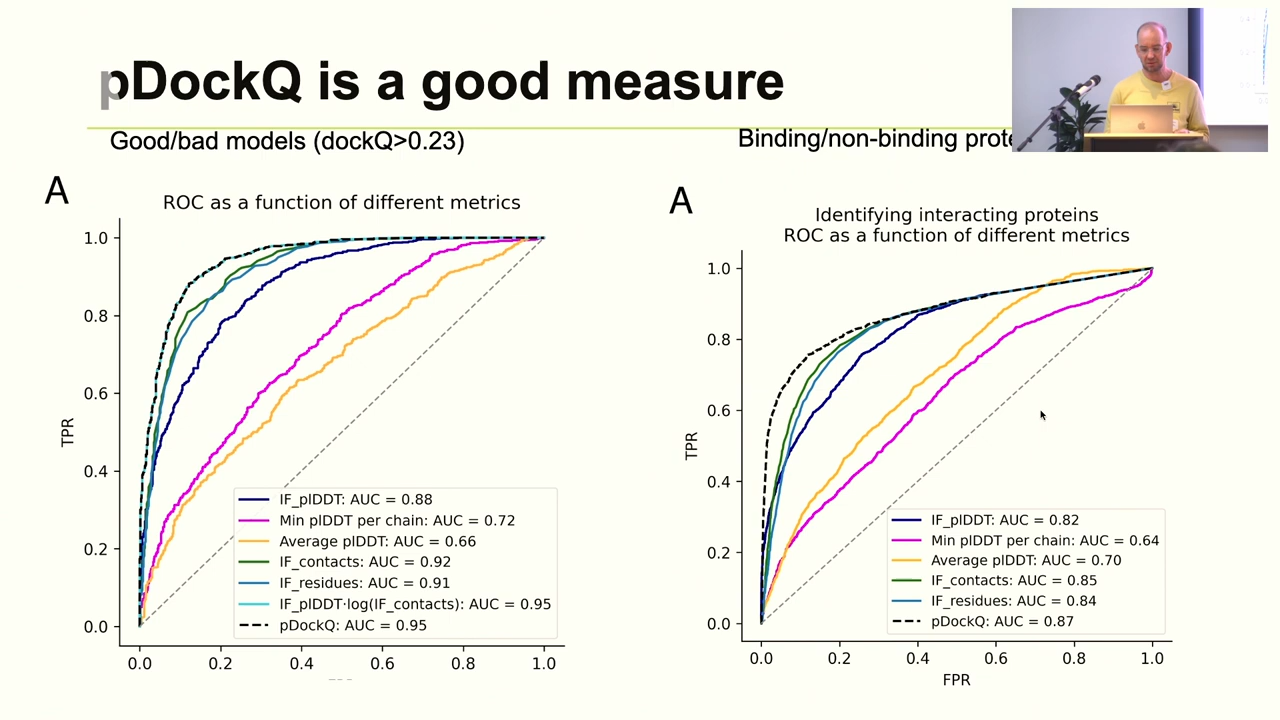 pDockQ is a good measure
Good/bad models (dockQ>0.23)
Binding/non-binding
A
ROC as a function of different metrics
1.0
0.8
0.6
0.4
0.2
0.0
TPR
IF_plDDT: AUC = 0.88
Min plDDT per chain: AUC = 0.72
Average plDDT: AUC = 0.66
IF_contacts: AUC = 0.92
IF_residues: AUC = 0.91
IF_plDDT·log(IF_contacts): AUC = 0.95
pDockQ: AUC = 0.95
0.0 0.2 0.4 0.6 0.8 1.0
A
Identifying interacting proteins
ROC as a function of different metrics
1.0
0.8
0.6
0.4
0.2
0.0
TPR
IF_plDDT: AUC = 0.82
Min plDDT per chain: AUC = 0.64
Average plDDT: AUC = 0.70
IF_contacts: AUC = 0.85
IF_residues: AUC = 0.84
pDockQ: AUC = 0.87
0.0 0.2 0.4 0.6 0.8 1.0
FPR